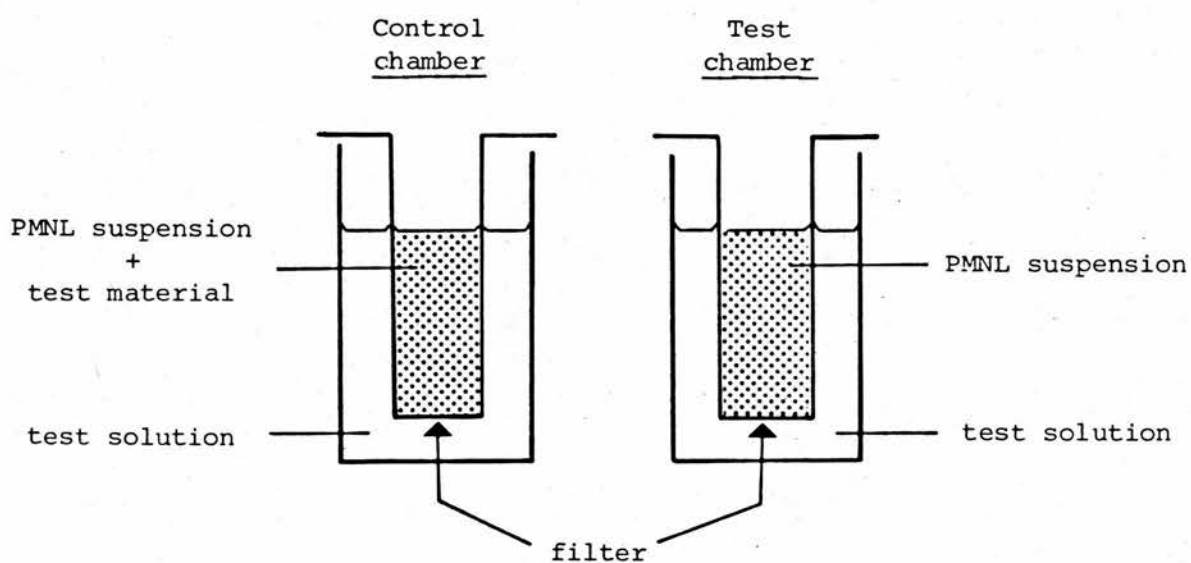 Control
chamber
Test
chamber
PMNL suspension
+
test material
PMNL suspension
test solution
test solution
filter